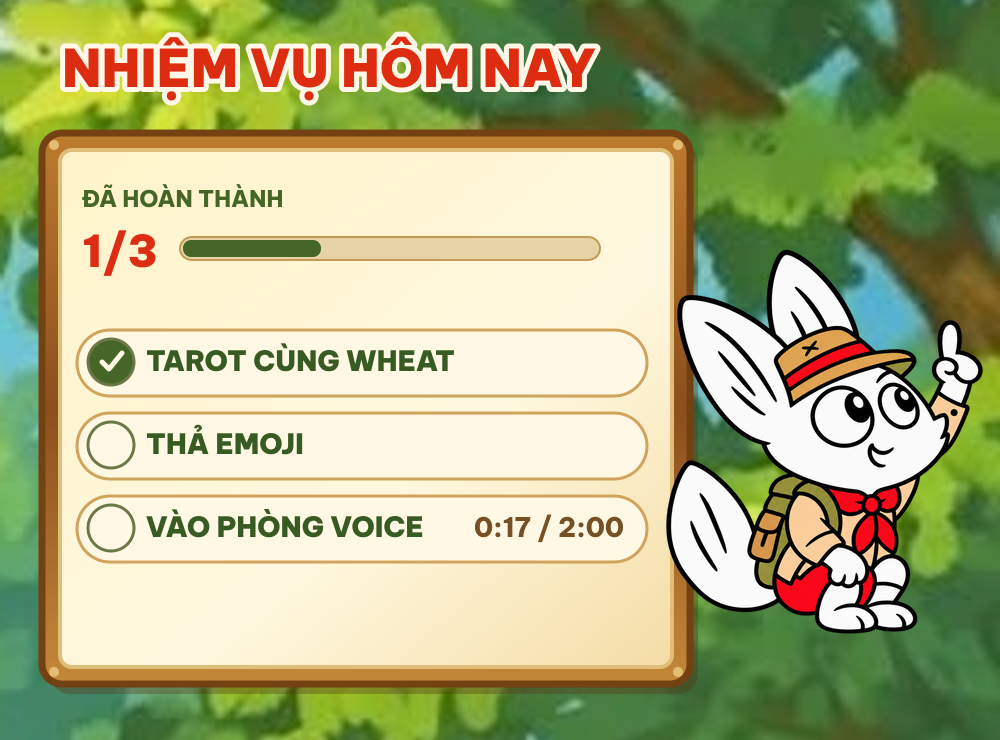 NHIỆM VỤ HÔM NAY
ĐÃ HOÀN THÀNH
1/3
TAROT CÙNG WHEAT
THẢ EMOJI
VÀO PHÒNG VOICE 0:17 / 2:00